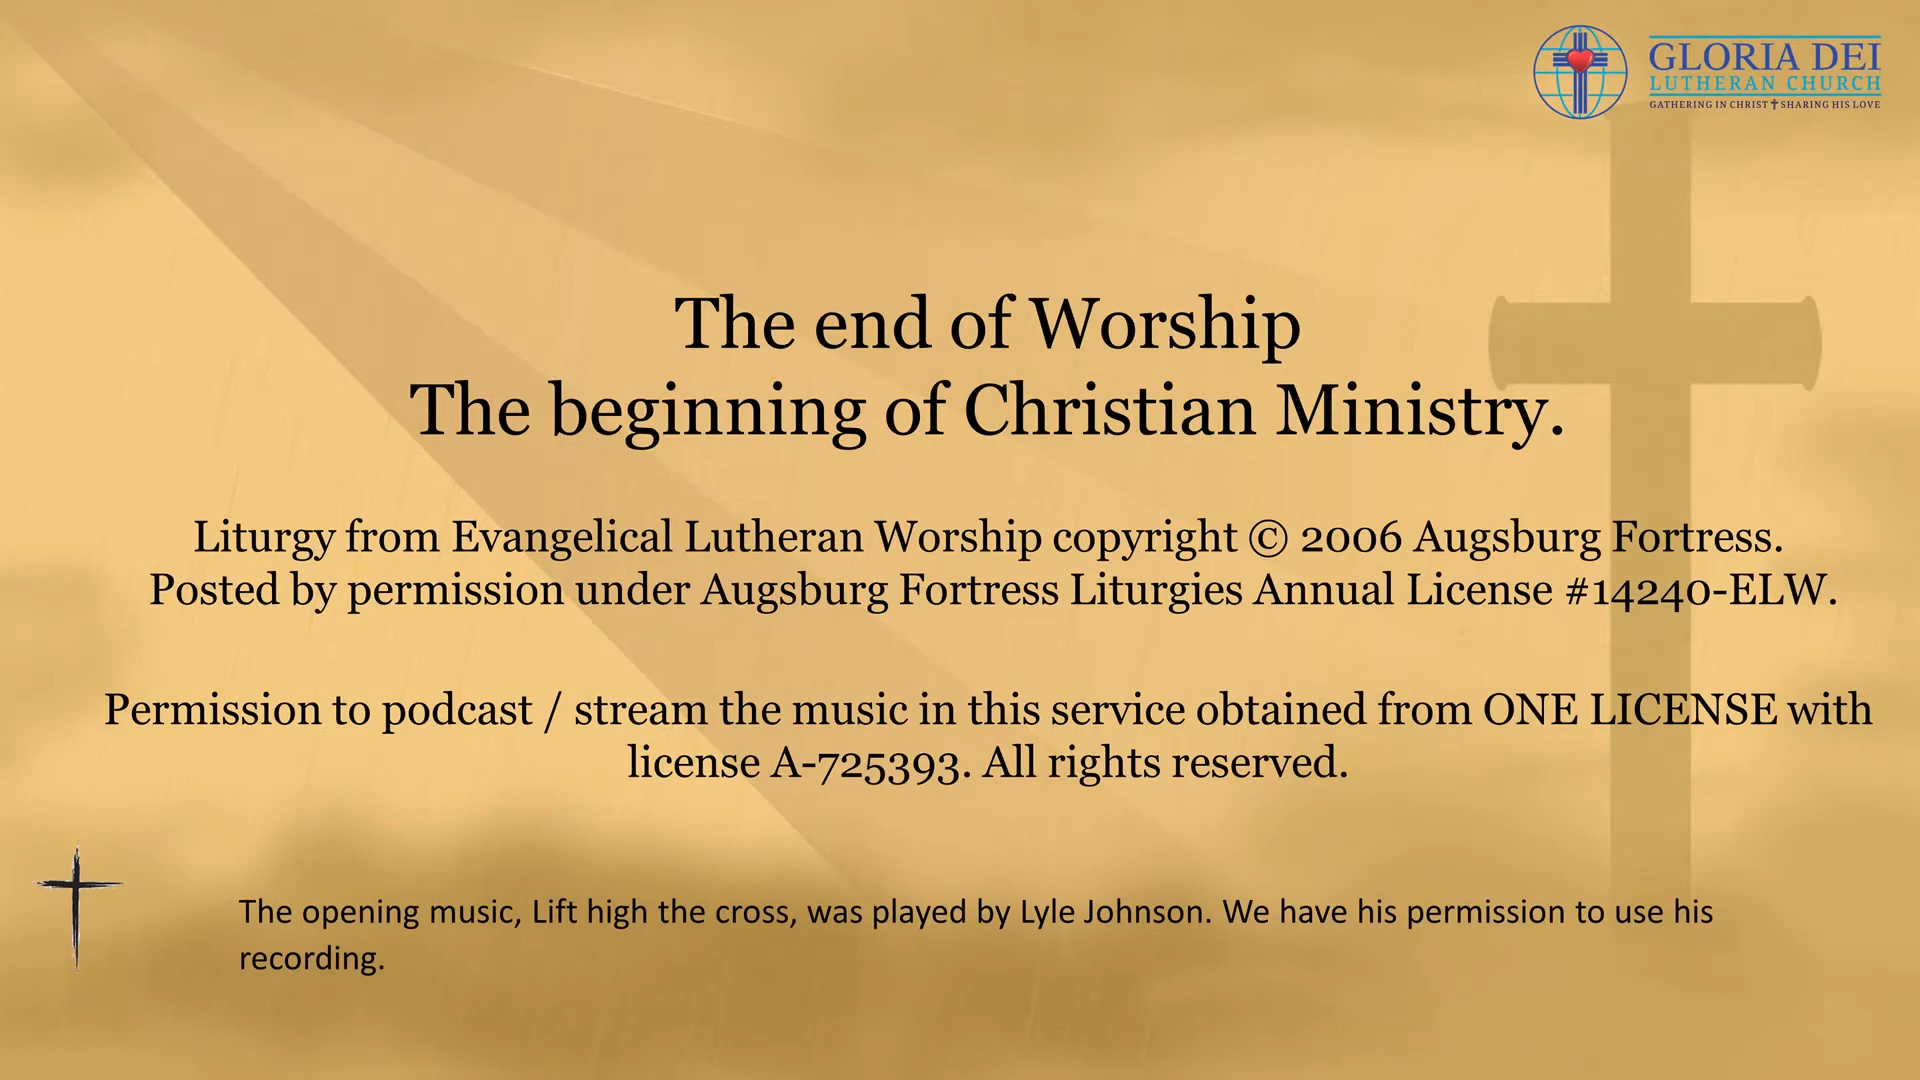 GLORIA DEI
LUTHERAN CHURCH
GATHERING IN CHRIST SHARING HIS LOVE
The end of Worship
The beginning of Christian Ministry.
Liturgy from Evangelical Lutheran Worship copyright © 2006 Augsburg Fortress.
Posted by permission under Augsburg Fortress Liturgies Annual License #14240-ELW.
Permission to podcast / stream the music in this service obtained from ONE LICENSE with
license A-725393. All rights reserved.
The opening music, Lift high the cross, was played by Lyle Johnson. We have his permission to use his
recording.